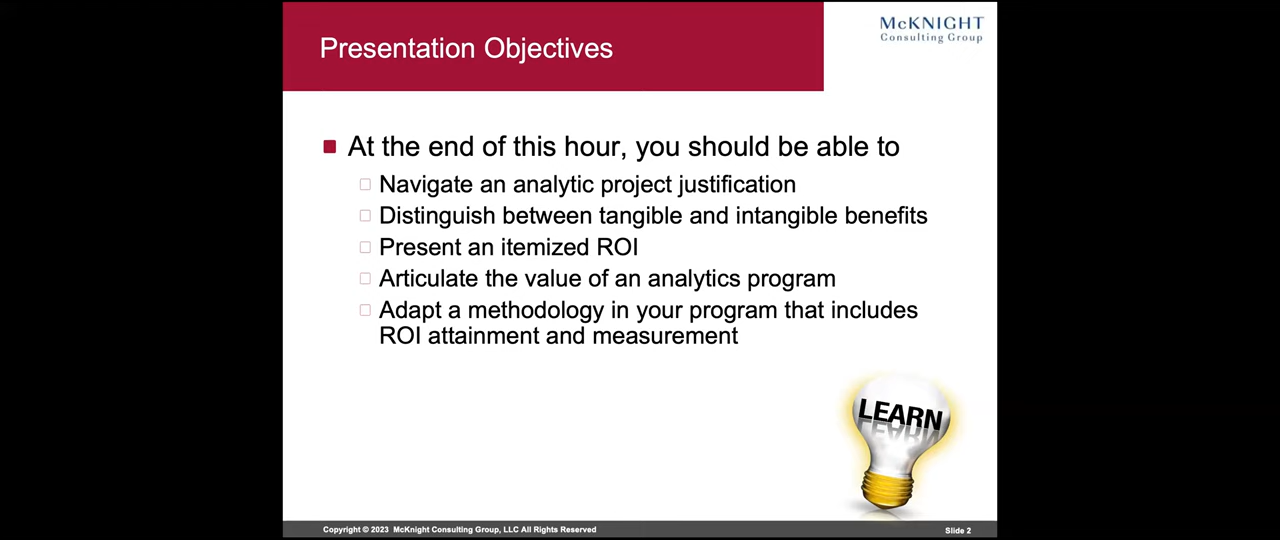 Presentation Objectives
McKNIGHT
Consulting Group
At the end of this hour, you should be able to
Navigate an analytic project justification
Distinguish between tangible and intangible benefits
Present an itemized ROI
Articulate the value of an analytics program
Adapt a methodology in your program that includes
ROI attainment and measurement
LEARN
LEARN
Copyright © 2023 McKnight Consulting Group, LLC All Rights Reserved
Slide 2